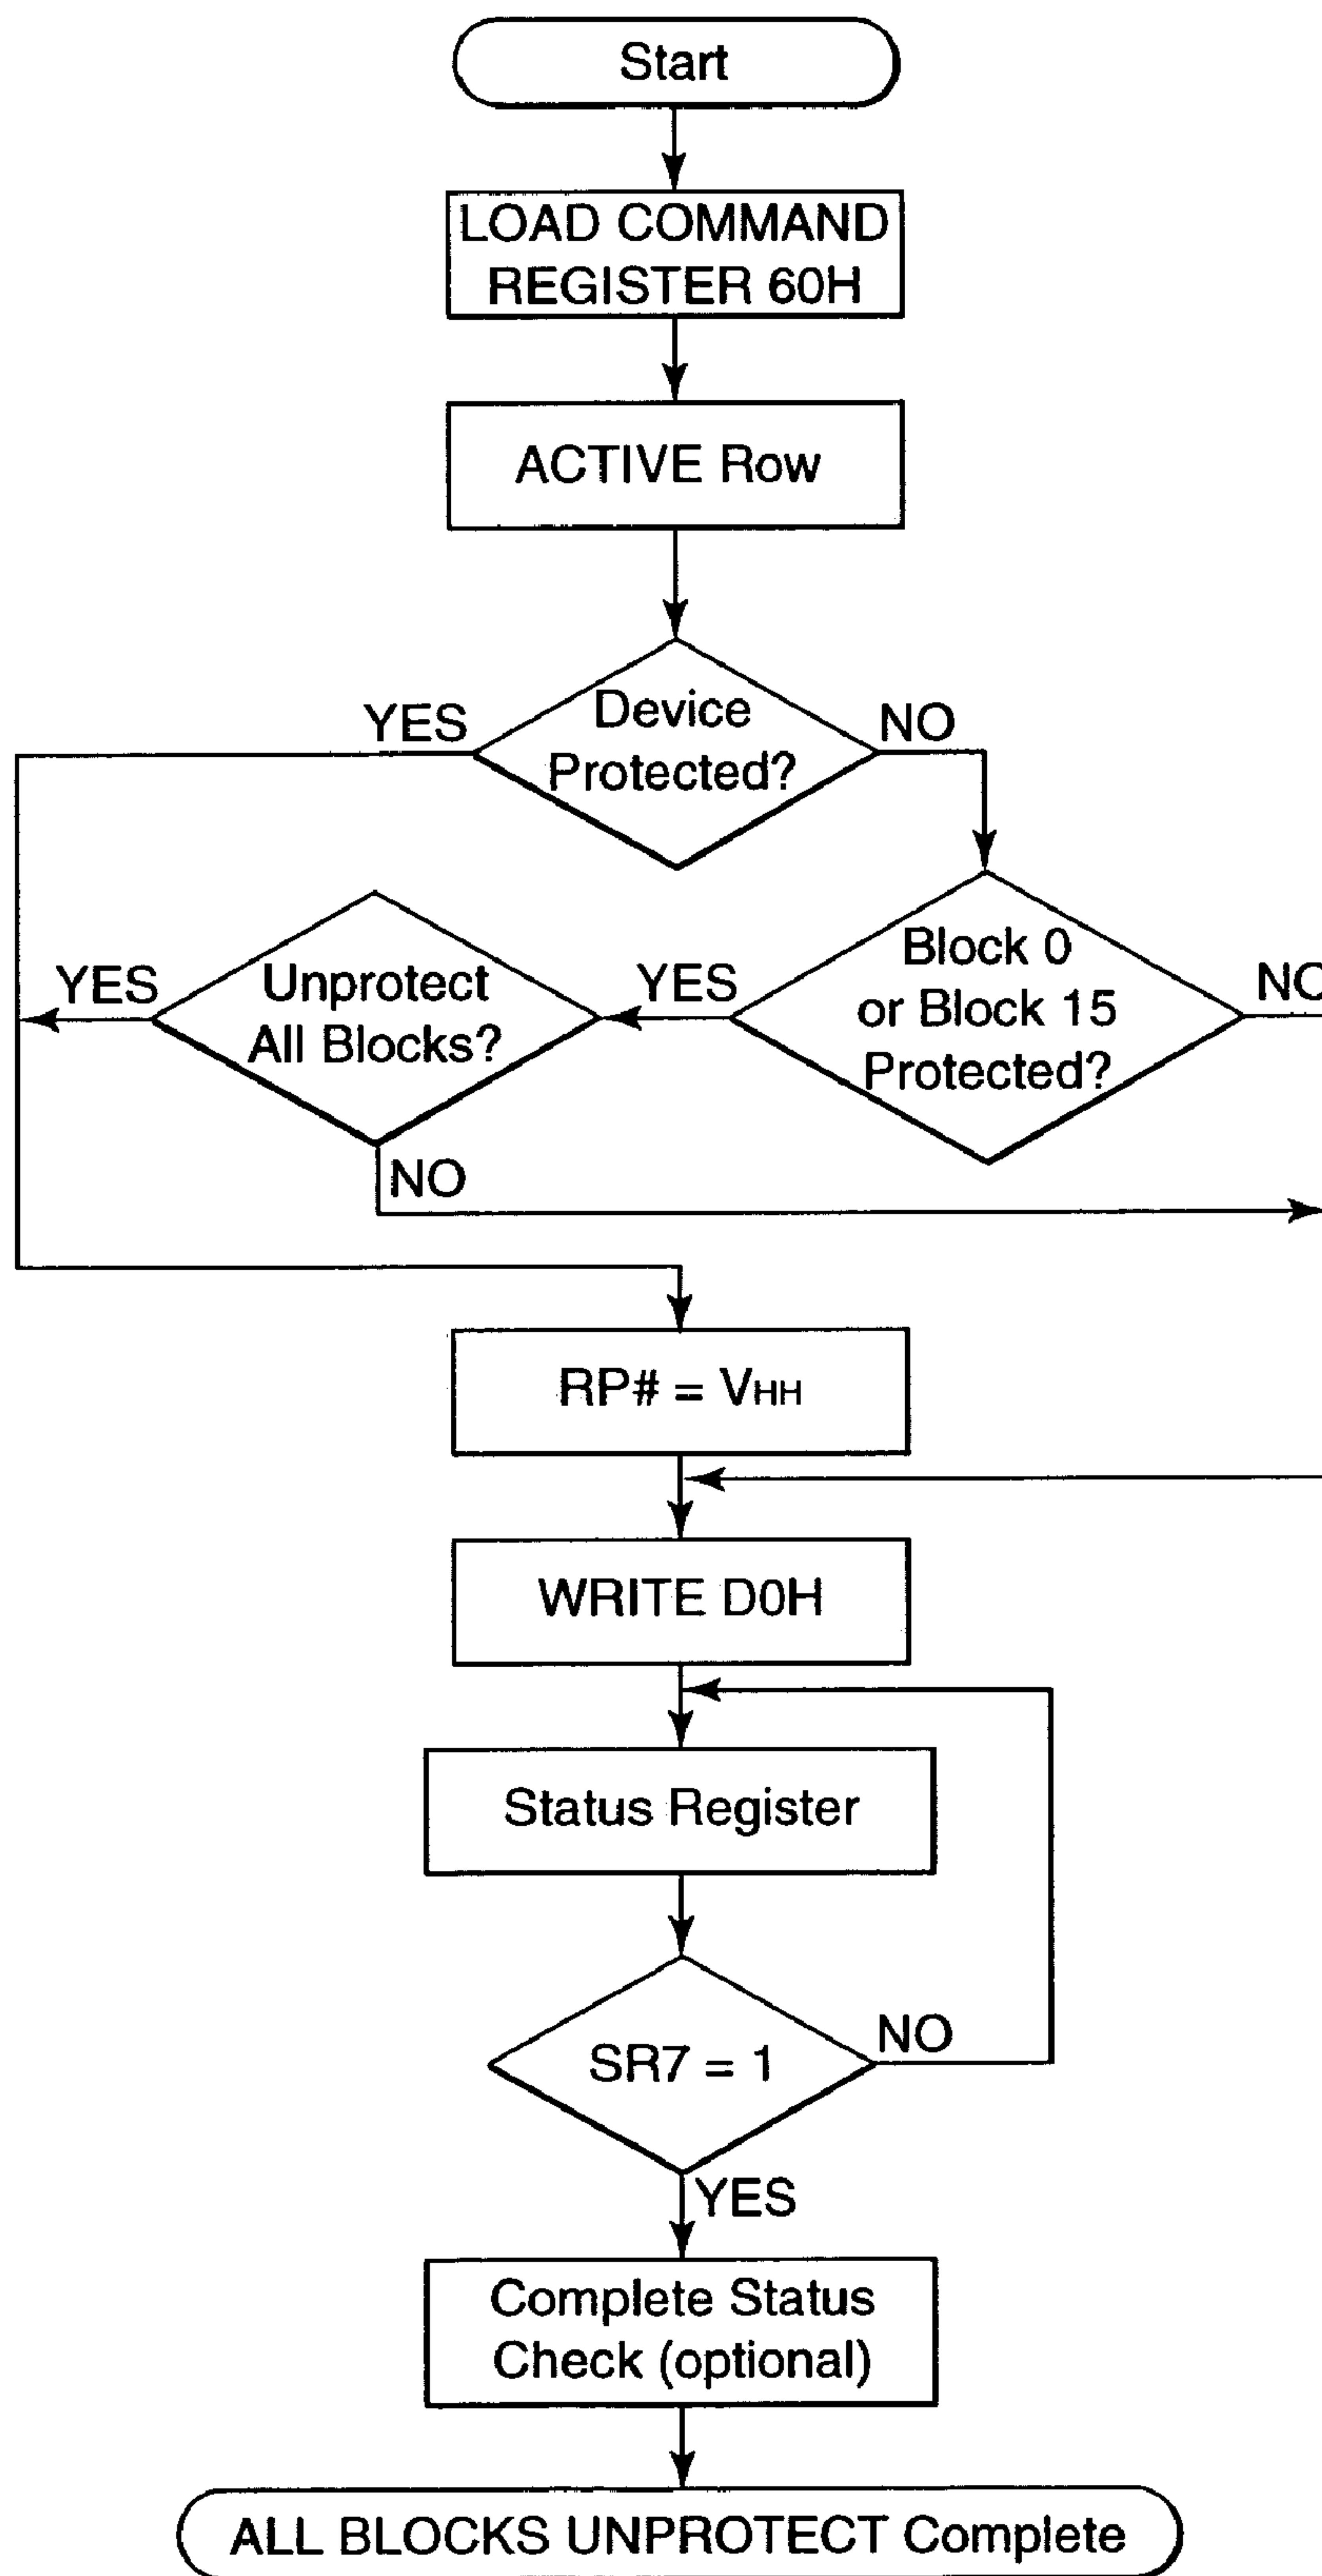 Start
LOAD COMMAND
REGISTER 60H
ACTIVE Row
YES
Device
Protected?
NO
YES
Unprotect
All Blocks?
YES
Block 0
or Block 15
Protected?
NO
NO
RP# = VHH
WRITE D0H
Status Register
SR7 = 1
NO
YES
Complete Status
Check (optional)
ALL BLOCKS UNPROTECT Complete